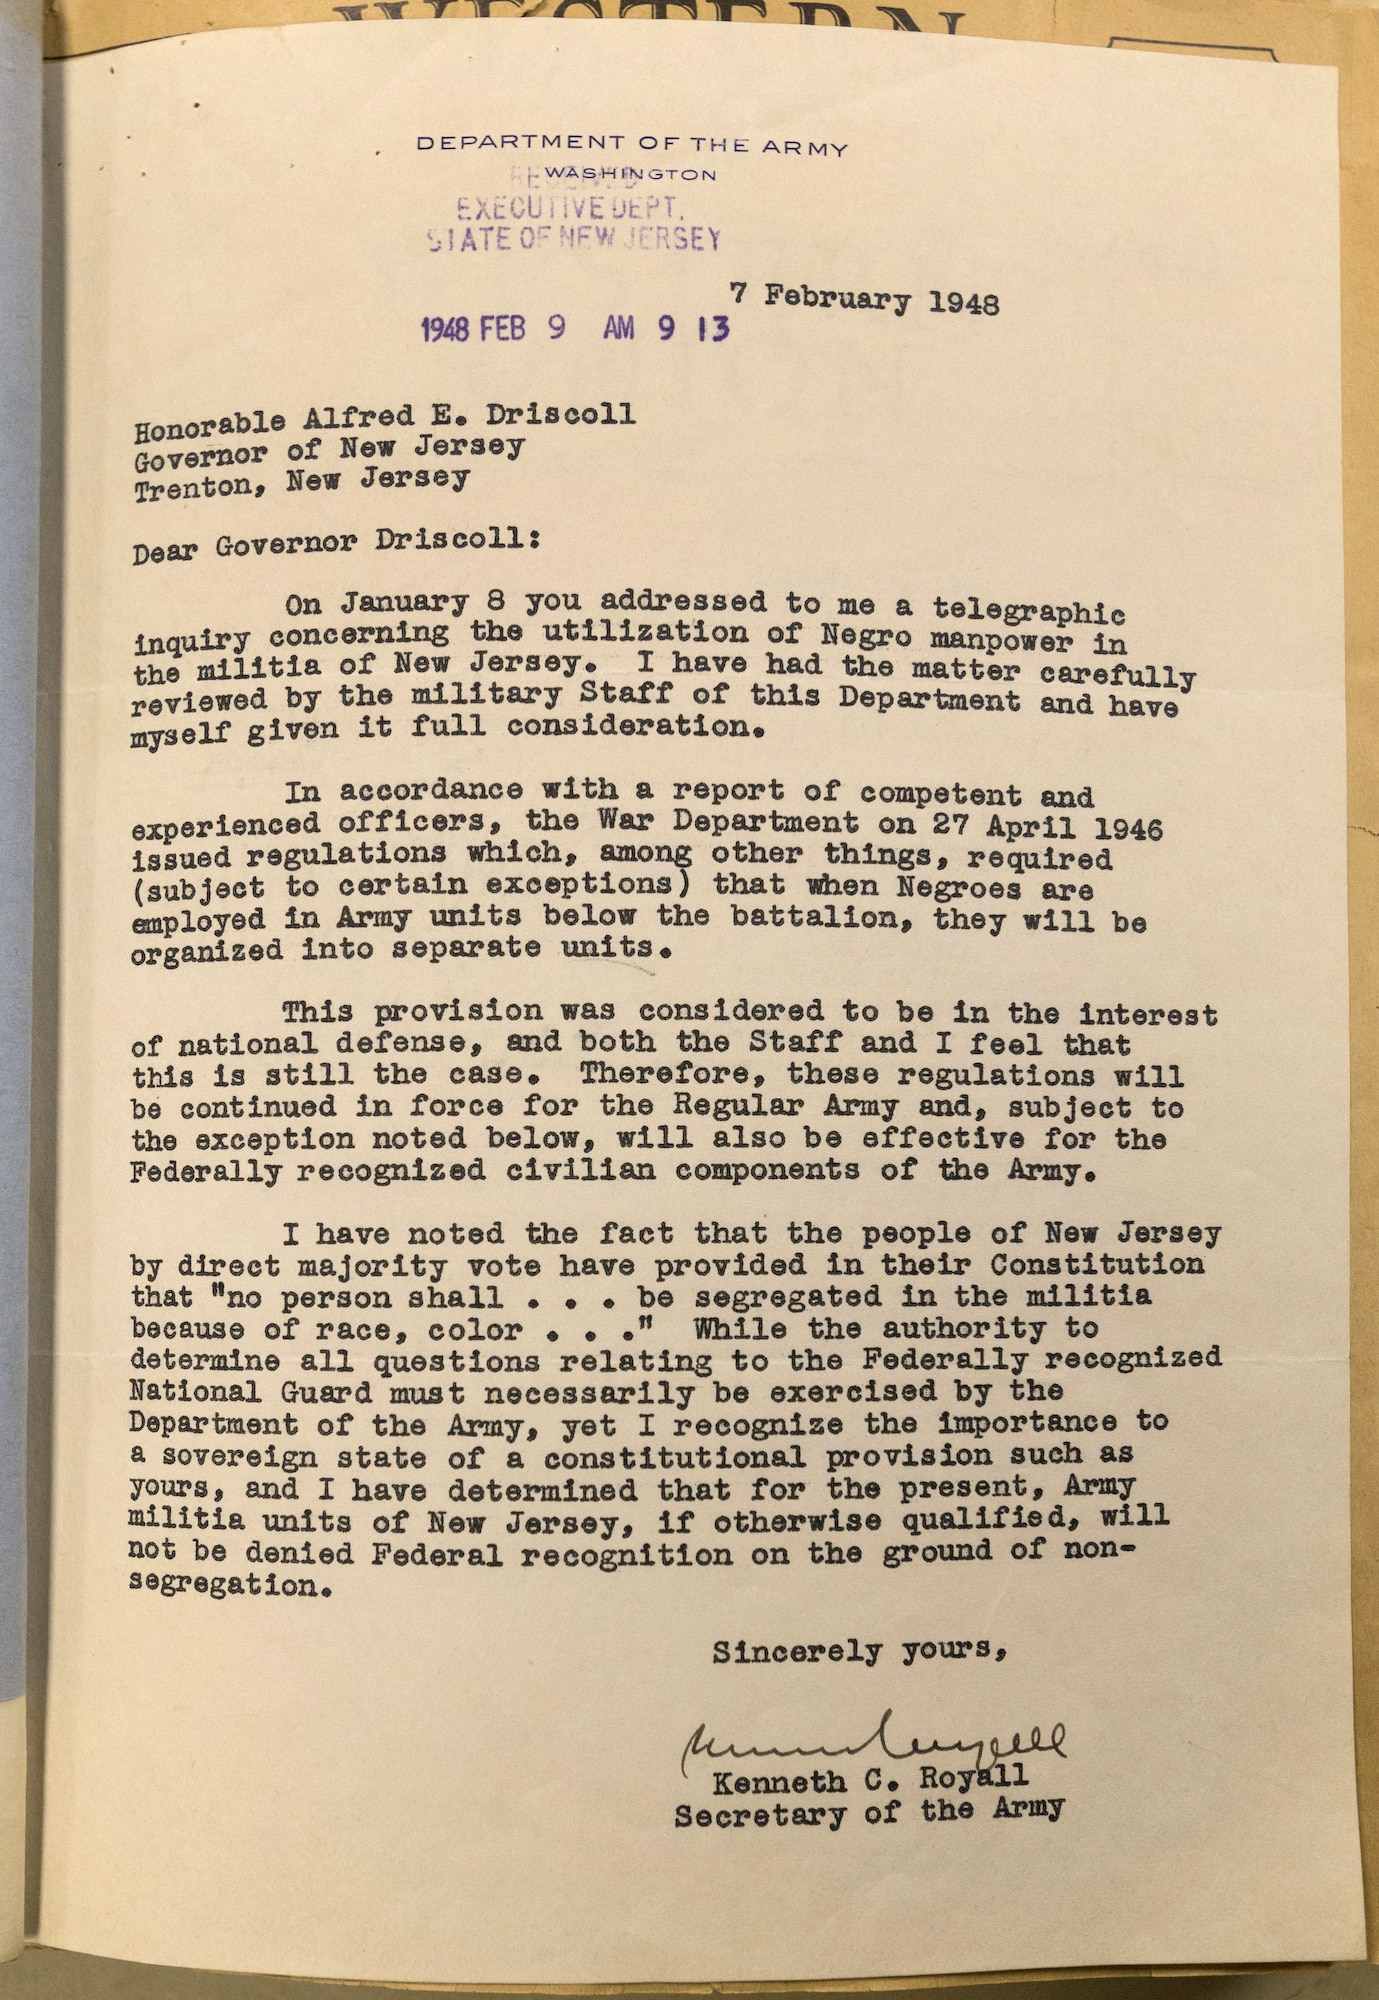 WESTERN
DEPARTMENT OF THE ARMY
WASHINGTON
RECEIVED
EXECUTIVE DEPT.
STATE OF NEW JERSEY
7 February 1948
1948 FEB 9 AM 9 13
Honorable Alfred E. Driscoll
Governor of New Jersey
Trenton, New Jersey
Dear Governor Driscoll:
On January 8 you addressed to me a telegraphic
inquiry concerning the utilization of Negro manpower in
the militia of New Jersey. I have had the matter carefully
reviewed by the military Staff of this Department and have
myself given it full consideration.
In accordance with a report of competent and
experienced officers, the War Department on 27 April 1946
issued regulations which, among other things, required
(subject to certain exceptions) that when Negroes are
employed in Army units below the battalion, they will be
organized into separate units.
This provision was considered to be in the interest
of national defense, and both the Staff and I feel that
this is still the case. Therefore, these regulations will
be continued in force for the Regular Army and, subject to
the exception noted below, will also be effective for the
Federally recognized civilian components of the Army.
I have noted the fact that the people of New Jersey
by direct majority vote have provided in their Constitution
that "no person shall . . . be segregated in the militia
because of race, color . . ." While the authority to
determine all questions relating to the Federally recognized
National Guard must necessarily be exercised by the
Department of the Army, yet I recognize the importance to
a sovereign state of a constitutional provision such as
yours, and I have determined that for the present, Army
militia units of New Jersey, if otherwise qualified, will
not be denied Federal recognition on the ground of non-
segregation.
Sincerely yours,
Kenneth C. Royall
Secretary of the Army